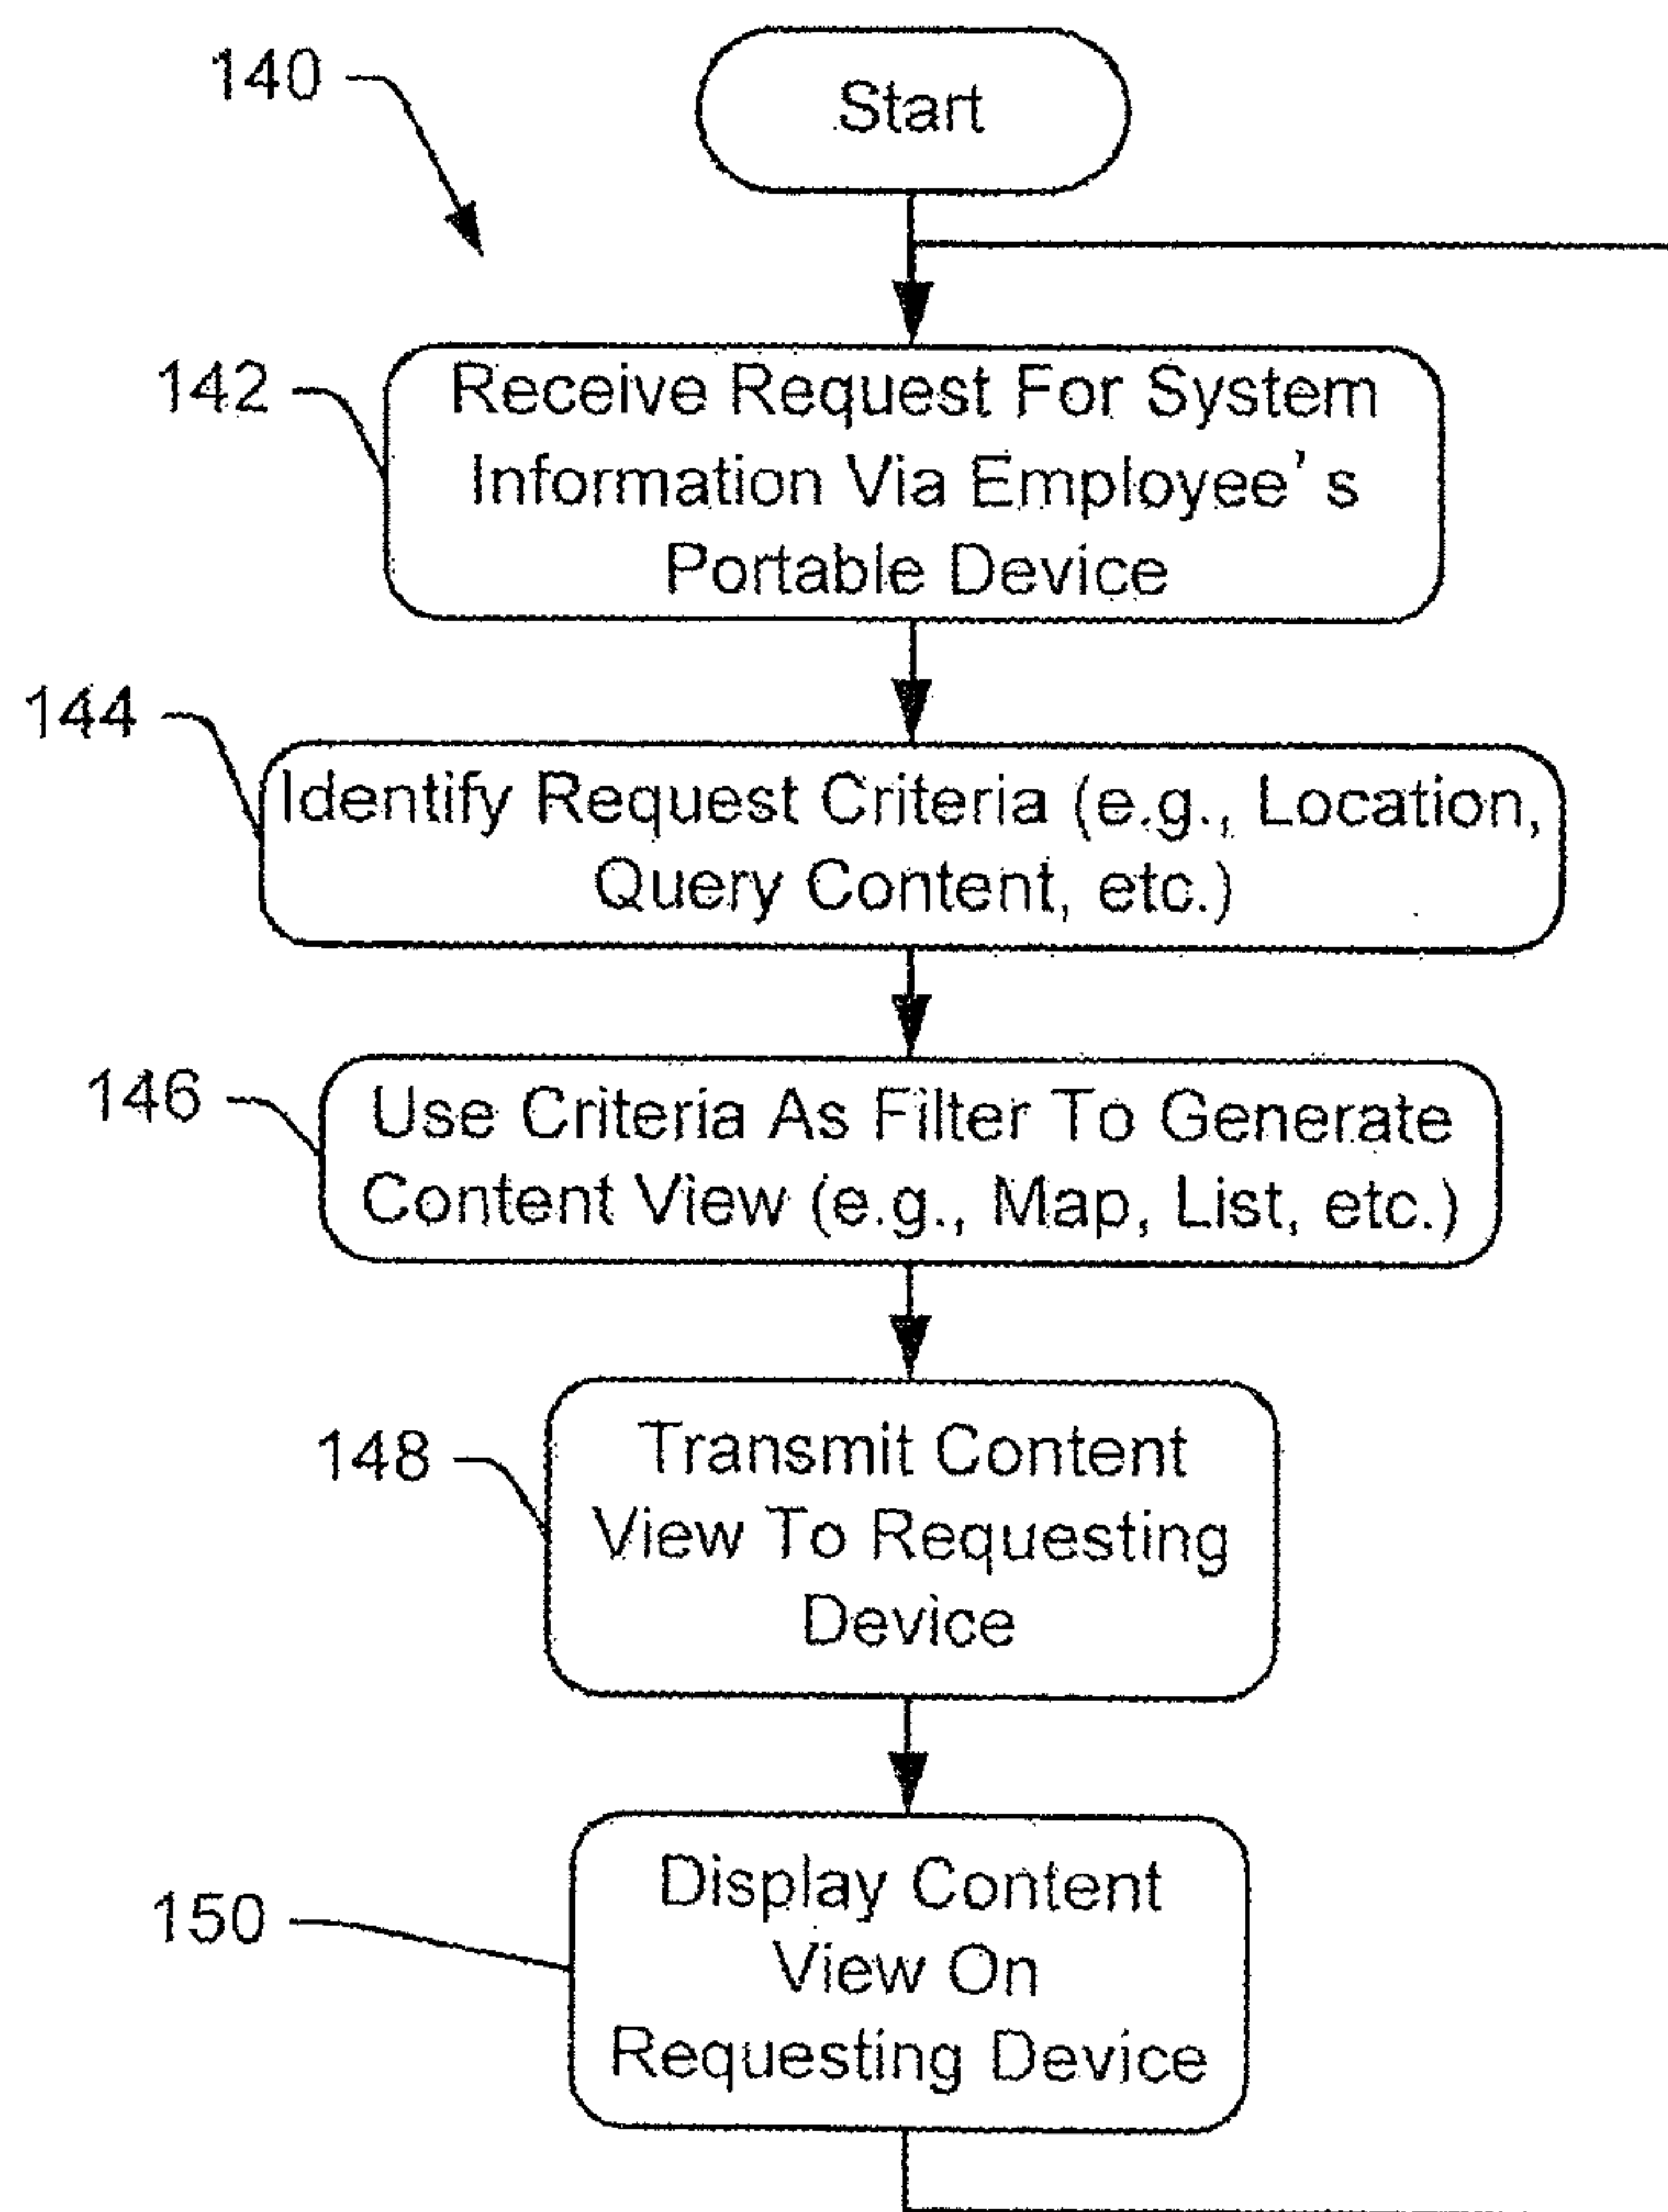 140
Start
142
Receive Request For System
Information Via Employee's
Portable Device
144
Identify Request Criteria (e.g., Location,
Query Content, etc.)
146
Use Criteria As Filter To Generate
Content View (e.g., Map, List, etc.)
148
Transmit Content
View To Requesting
Device
150
Display Content
View On
Requesting Device